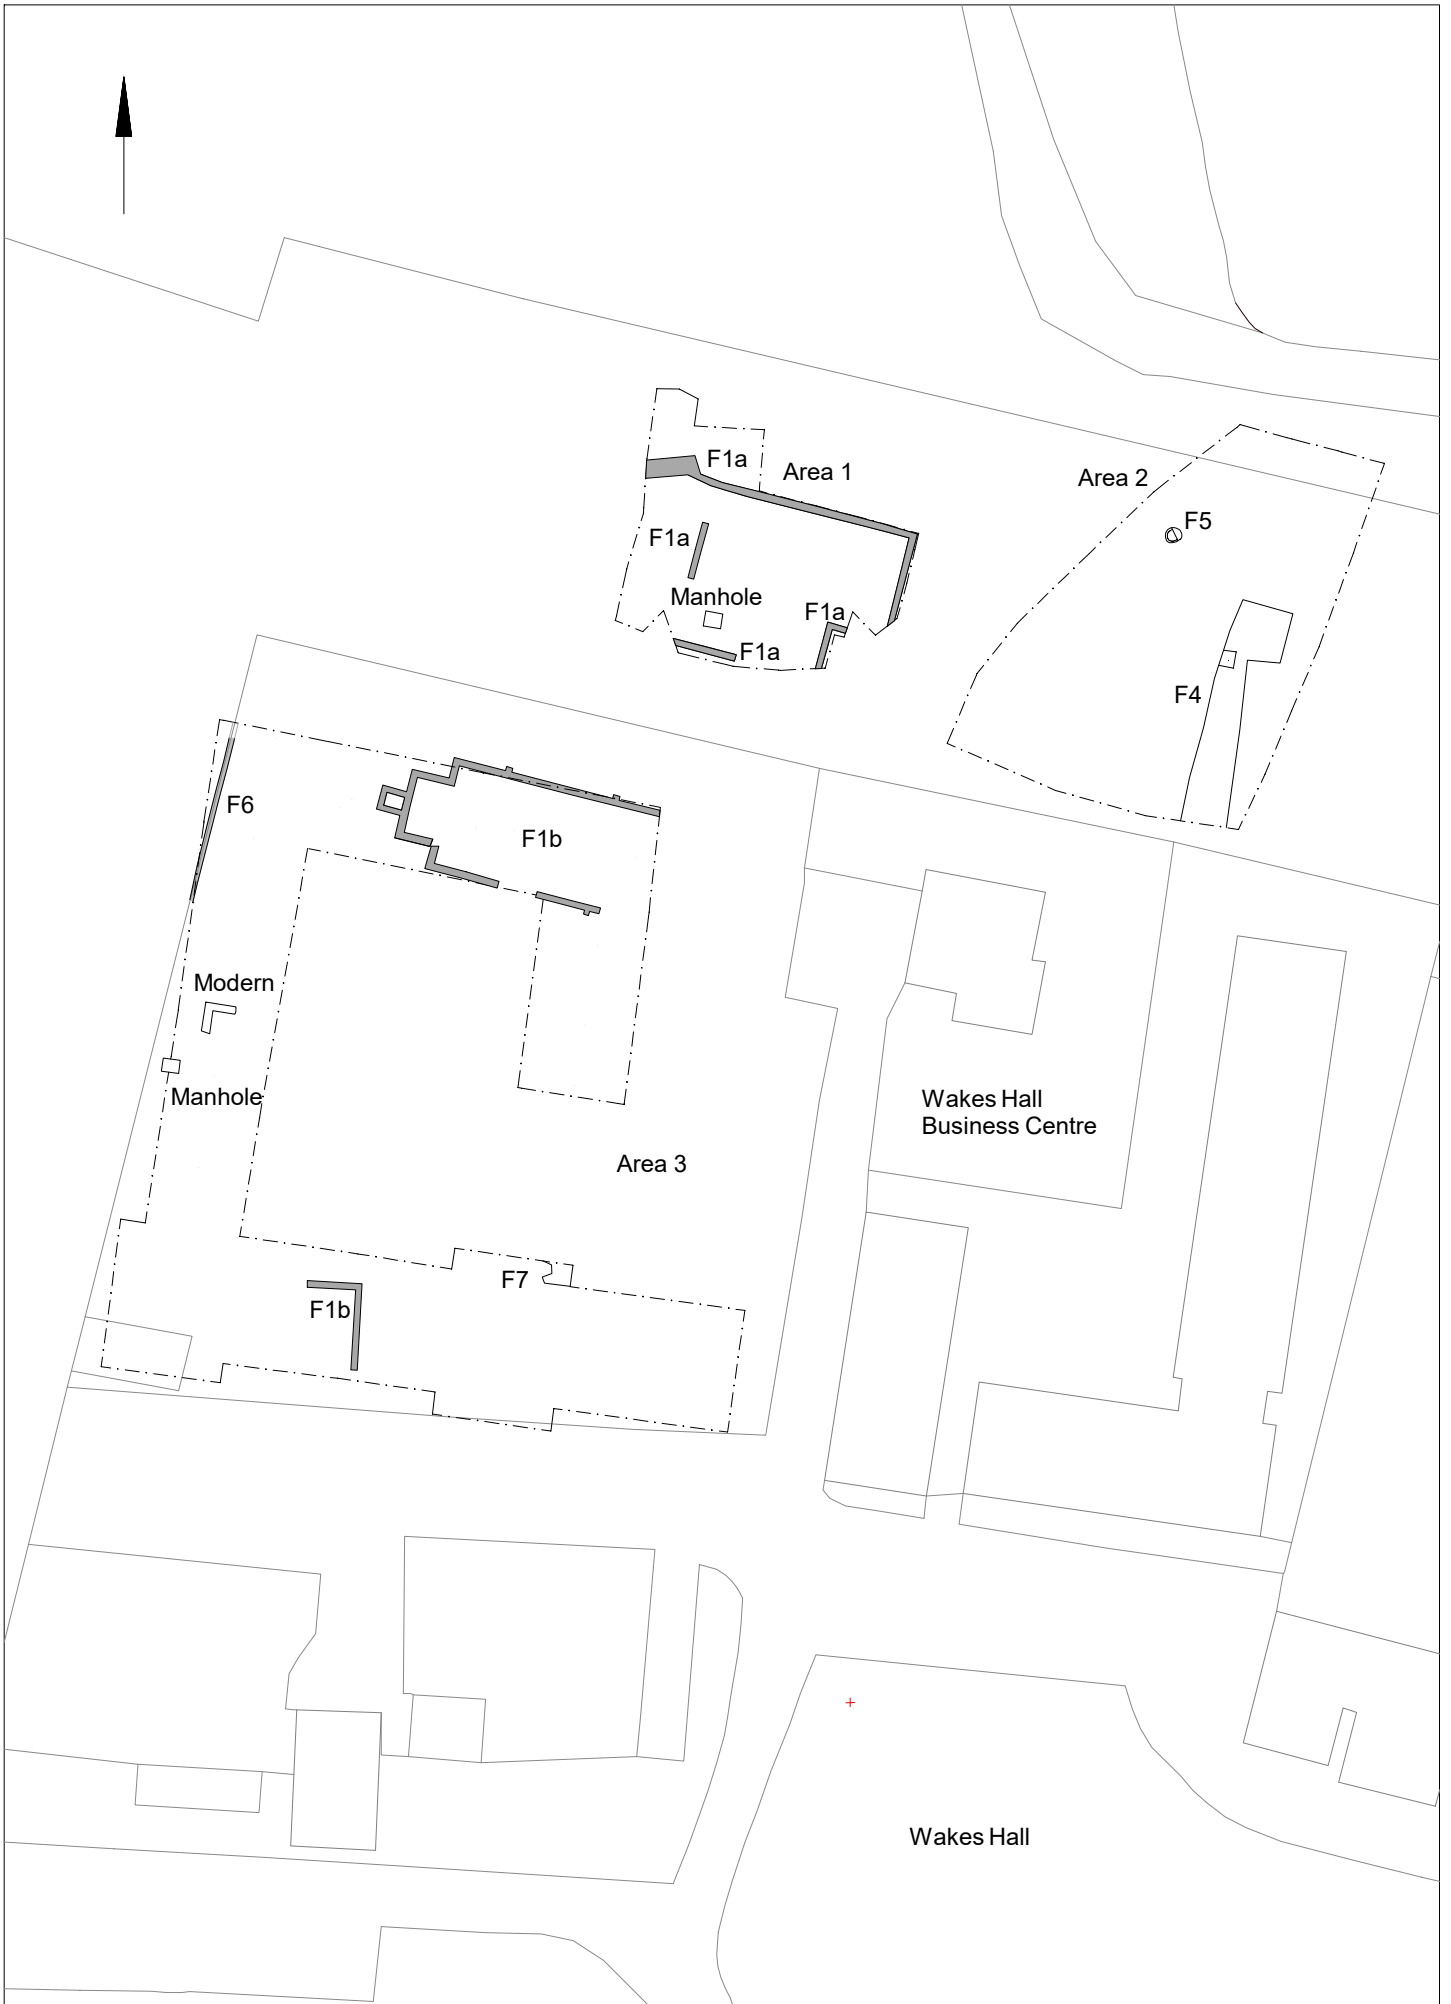 F1a
Area 1
Area 2
F5
F1a
Manhole
F1a
F1a
F4
F6
F1b
Modern
Manhole
Wakes Hall
Business Centre
Area 3
F7
F1b
Wakes Hall